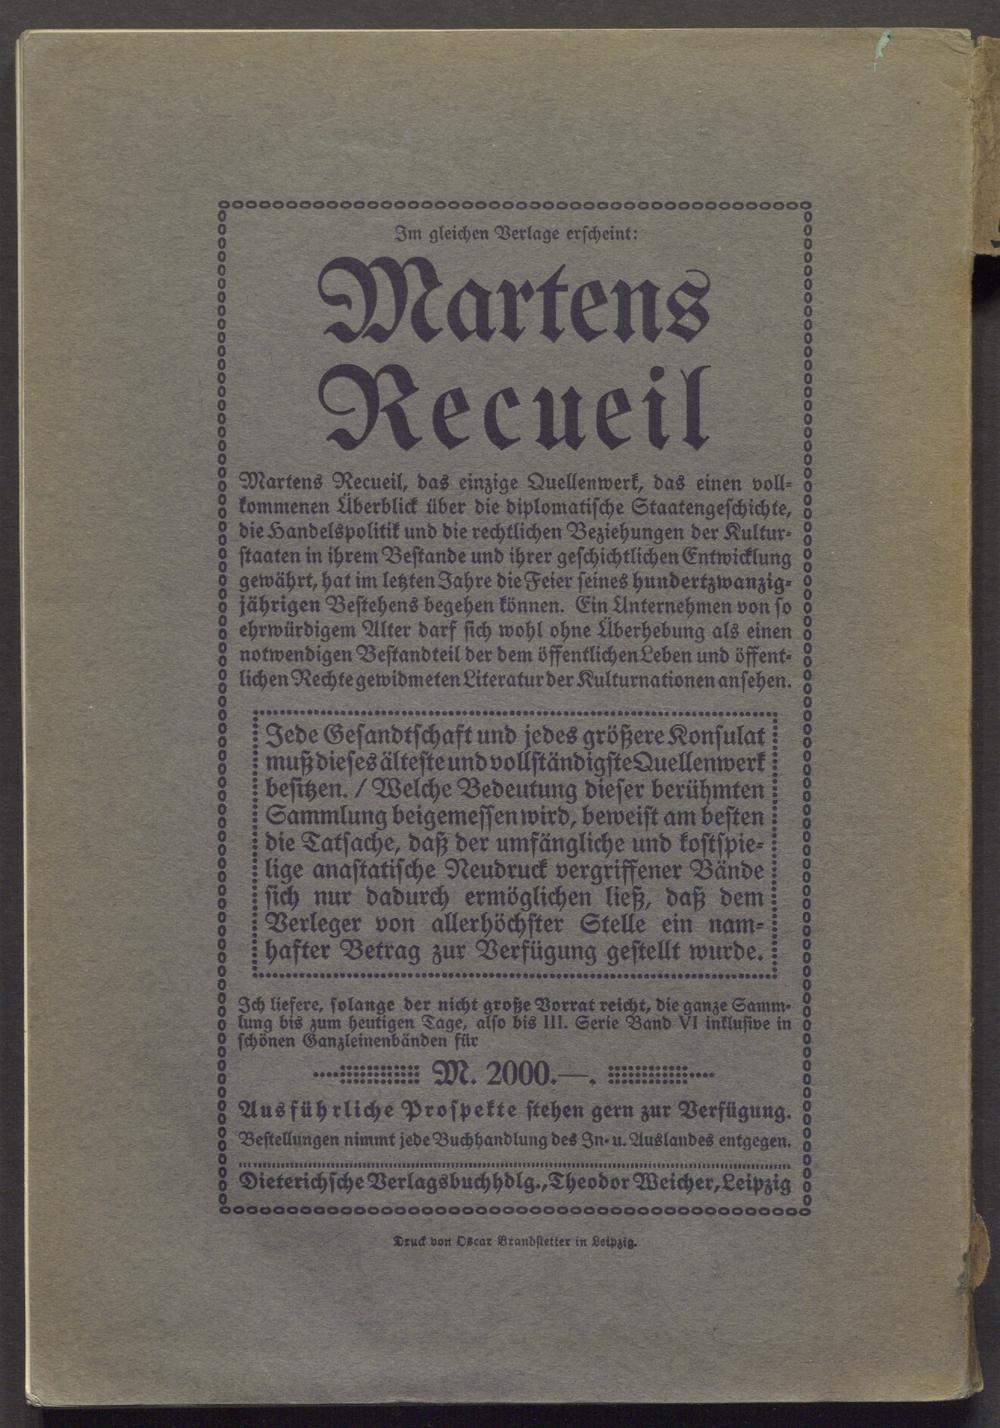 Im gleichen Verlage erscheint:
Martens
Recueil
Martens Recueil, das einzige Quellenwerk, das einen voll-
kommenen Überblick über die diplomatische Staatengeschichte,
die Handelspolitik und die rechtlichen Beziehungen der Kultur-
staaten in ihrem Bestande und ihrer geschichtlichen Entwicklung
gewährt, hat im letzten Jahre die Feier seines hundertzwanzig-
jährigen Bestehens begehen können. Ein Unternehmen von so
ehrwürdigem Alter darf sich wohl ohne Überhebung als einen
notwendigen Bestandteil der dem öffentlichen Leben und öffent-
lichen Rechte gewidmeten Literatur der Kulturnationen ansehen.
Jede Gesandtschaft und jedes größere Konsulat
muß dieses älteste und vollständigste Quellenwerk
besitzen. / Welche Bedeutung dieser berühmten
Sammlung beigemessen wird, beweist am besten
die Tatsache, daß der umfängliche und kostspie-
lige anastatische Neudruck vergriffener Bände
sich nur dadurch ermöglichen ließ, daß dem
Verleger von allerhöchster Stelle ein nam-
hafter Betrag zur Verfügung gestellt wurde.
Ich liefere, solange der nicht große Vorrat reicht, die ganze Samm-
lung bis zum heutigen Tage, also bis III. Serie Band VI inklusive in
schönen Ganzleinenbänden für
M. 2000.—.
Ausführliche Prospekte stehen gern zur Verfügung.
Bestellungen nimmt jede Buchhandlung des In- u. Auslandes entgegen.
Dieterichsche Verlagsbuchhdlg., Theodor Weicher, Leipzig
Druck von Oscar Brandstetter in Leipzig.